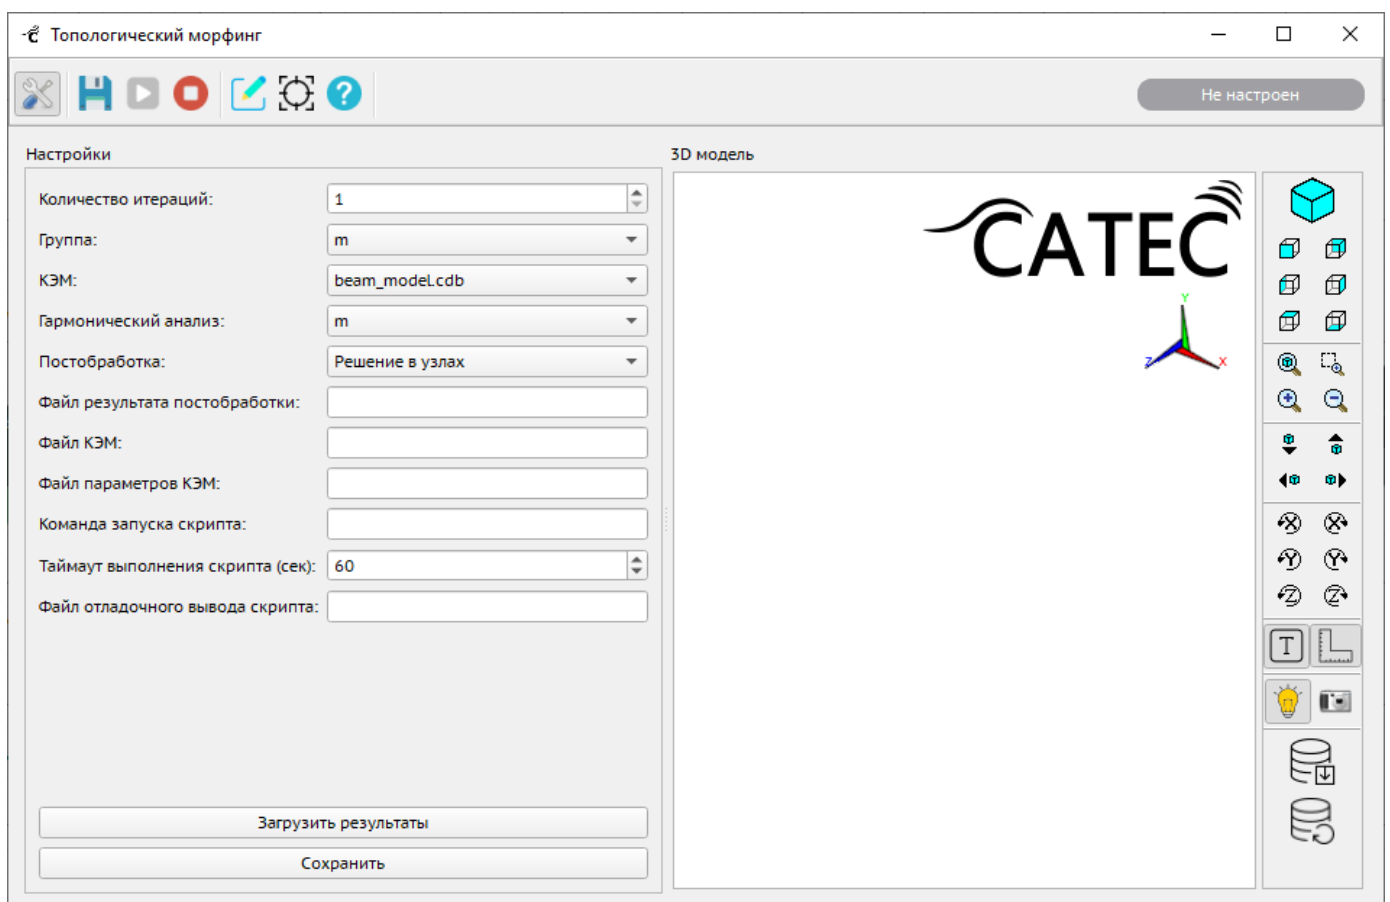 Топологический морфинг
Не настроен
Настройки
3D модель
Количество итераций: 1
Группа: m
КЭМ: beam_model.cdb
Гармонический анализ: m
Постобработка: Решение в узлах
Файл результата постобработки:
Файл КЭМ:
Файл параметров КЭМ:
Команда запуска скрипта:
Таймаут выполнения скрипта (сек): 60
Файл отладочного вывода скрипта:
Загрузить результаты
Сохранить
CATEC
Y
Z X
X X
Y Y
Z Z
T